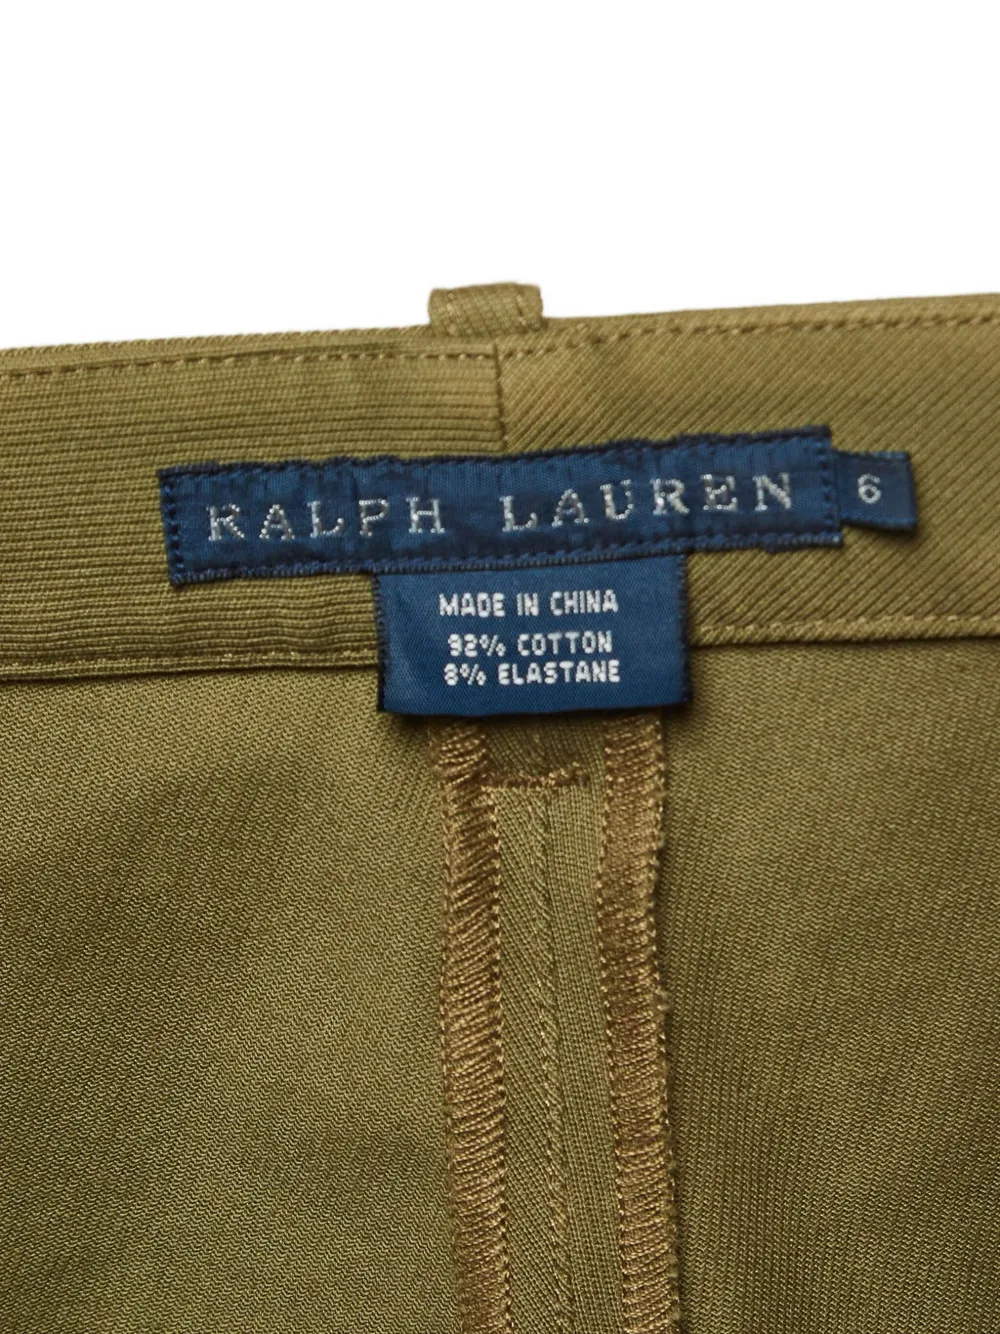 RALPH LAUREN
6
MADE IN CHINA
92% COTTON
8% ELASTANE